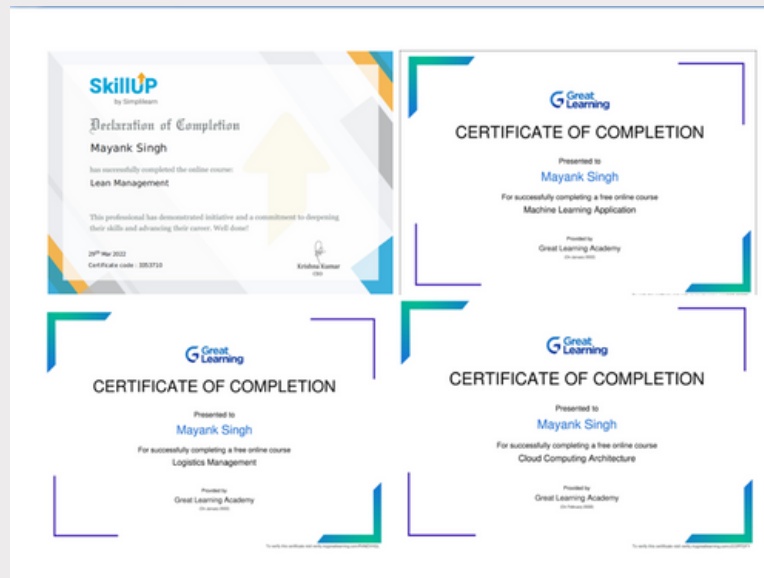 SkillUP
by Simplilearn
Declaration of Completion
Mayank Singh
has successfully completed the online course:
Lean Management
This professional has demonstrated initiative and a commitment to deepening
their skills and advancing their career. Well done!
29th Mar 2022
Certificate code : 3353710
Krishna Kumar
CEO
Great
Learning
CERTIFICATE OF COMPLETION
Presented to
Mayank Singh
For successfully completing a free online course
Machine Learning Application
Provided by
Great Learning Academy
Great
Learning
CERTIFICATE OF COMPLETION
Presented to
Mayank Singh
For successfully completing a free online course
Logistics Management
Provided by
Great Learning Academy
Great
Learning
CERTIFICATE OF COMPLETION
Presented to
Mayank Singh
For successfully completing a free online course
Cloud Computing Architecture
Provided by
Great Learning Academy